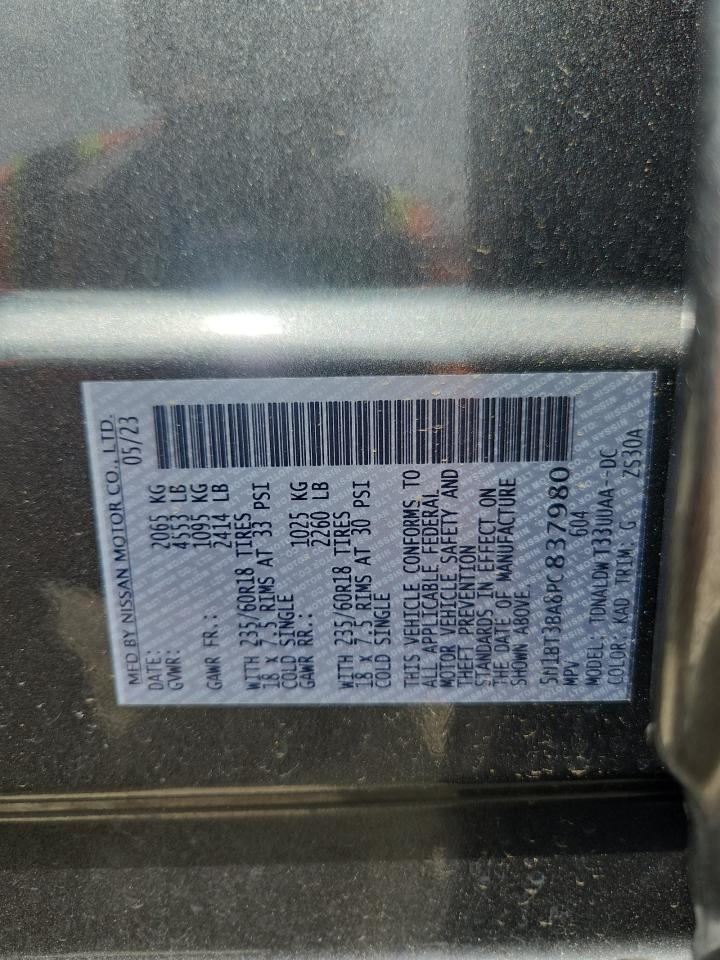 MFD BY NISSAN MOTOR CO., LTD.
DATE: 05/23
GVWR: 2065 KG
4553 LB
GAWR FR.: 1095 KG
2414 LB
WITH 235/60R18 TIRES
18 X 7.5 RIMS AT 33 PSI
COLD SINGLE
GAWR RR.: 1025 KG
2260 LB
WITH 235/60R18 TIRES
18 X 7.5 RIMS AT 30 PSI
COLD SINGLE
THIS VEHICLE CONFORMS TO
ALL APPLICABLE FEDERAL
MOTOR VEHICLE SAFETY AND
THEFT PREVENTION
STANDARDS IN EFFECT ON
THE DATE OF MANUFACTURE
SHOWN ABOVE.
5N1BT3BA6PC837980
MPV 604
MODEL: TDNALDWT33UUAA--DC
COLOR: KAD TRIM: G ZS30A